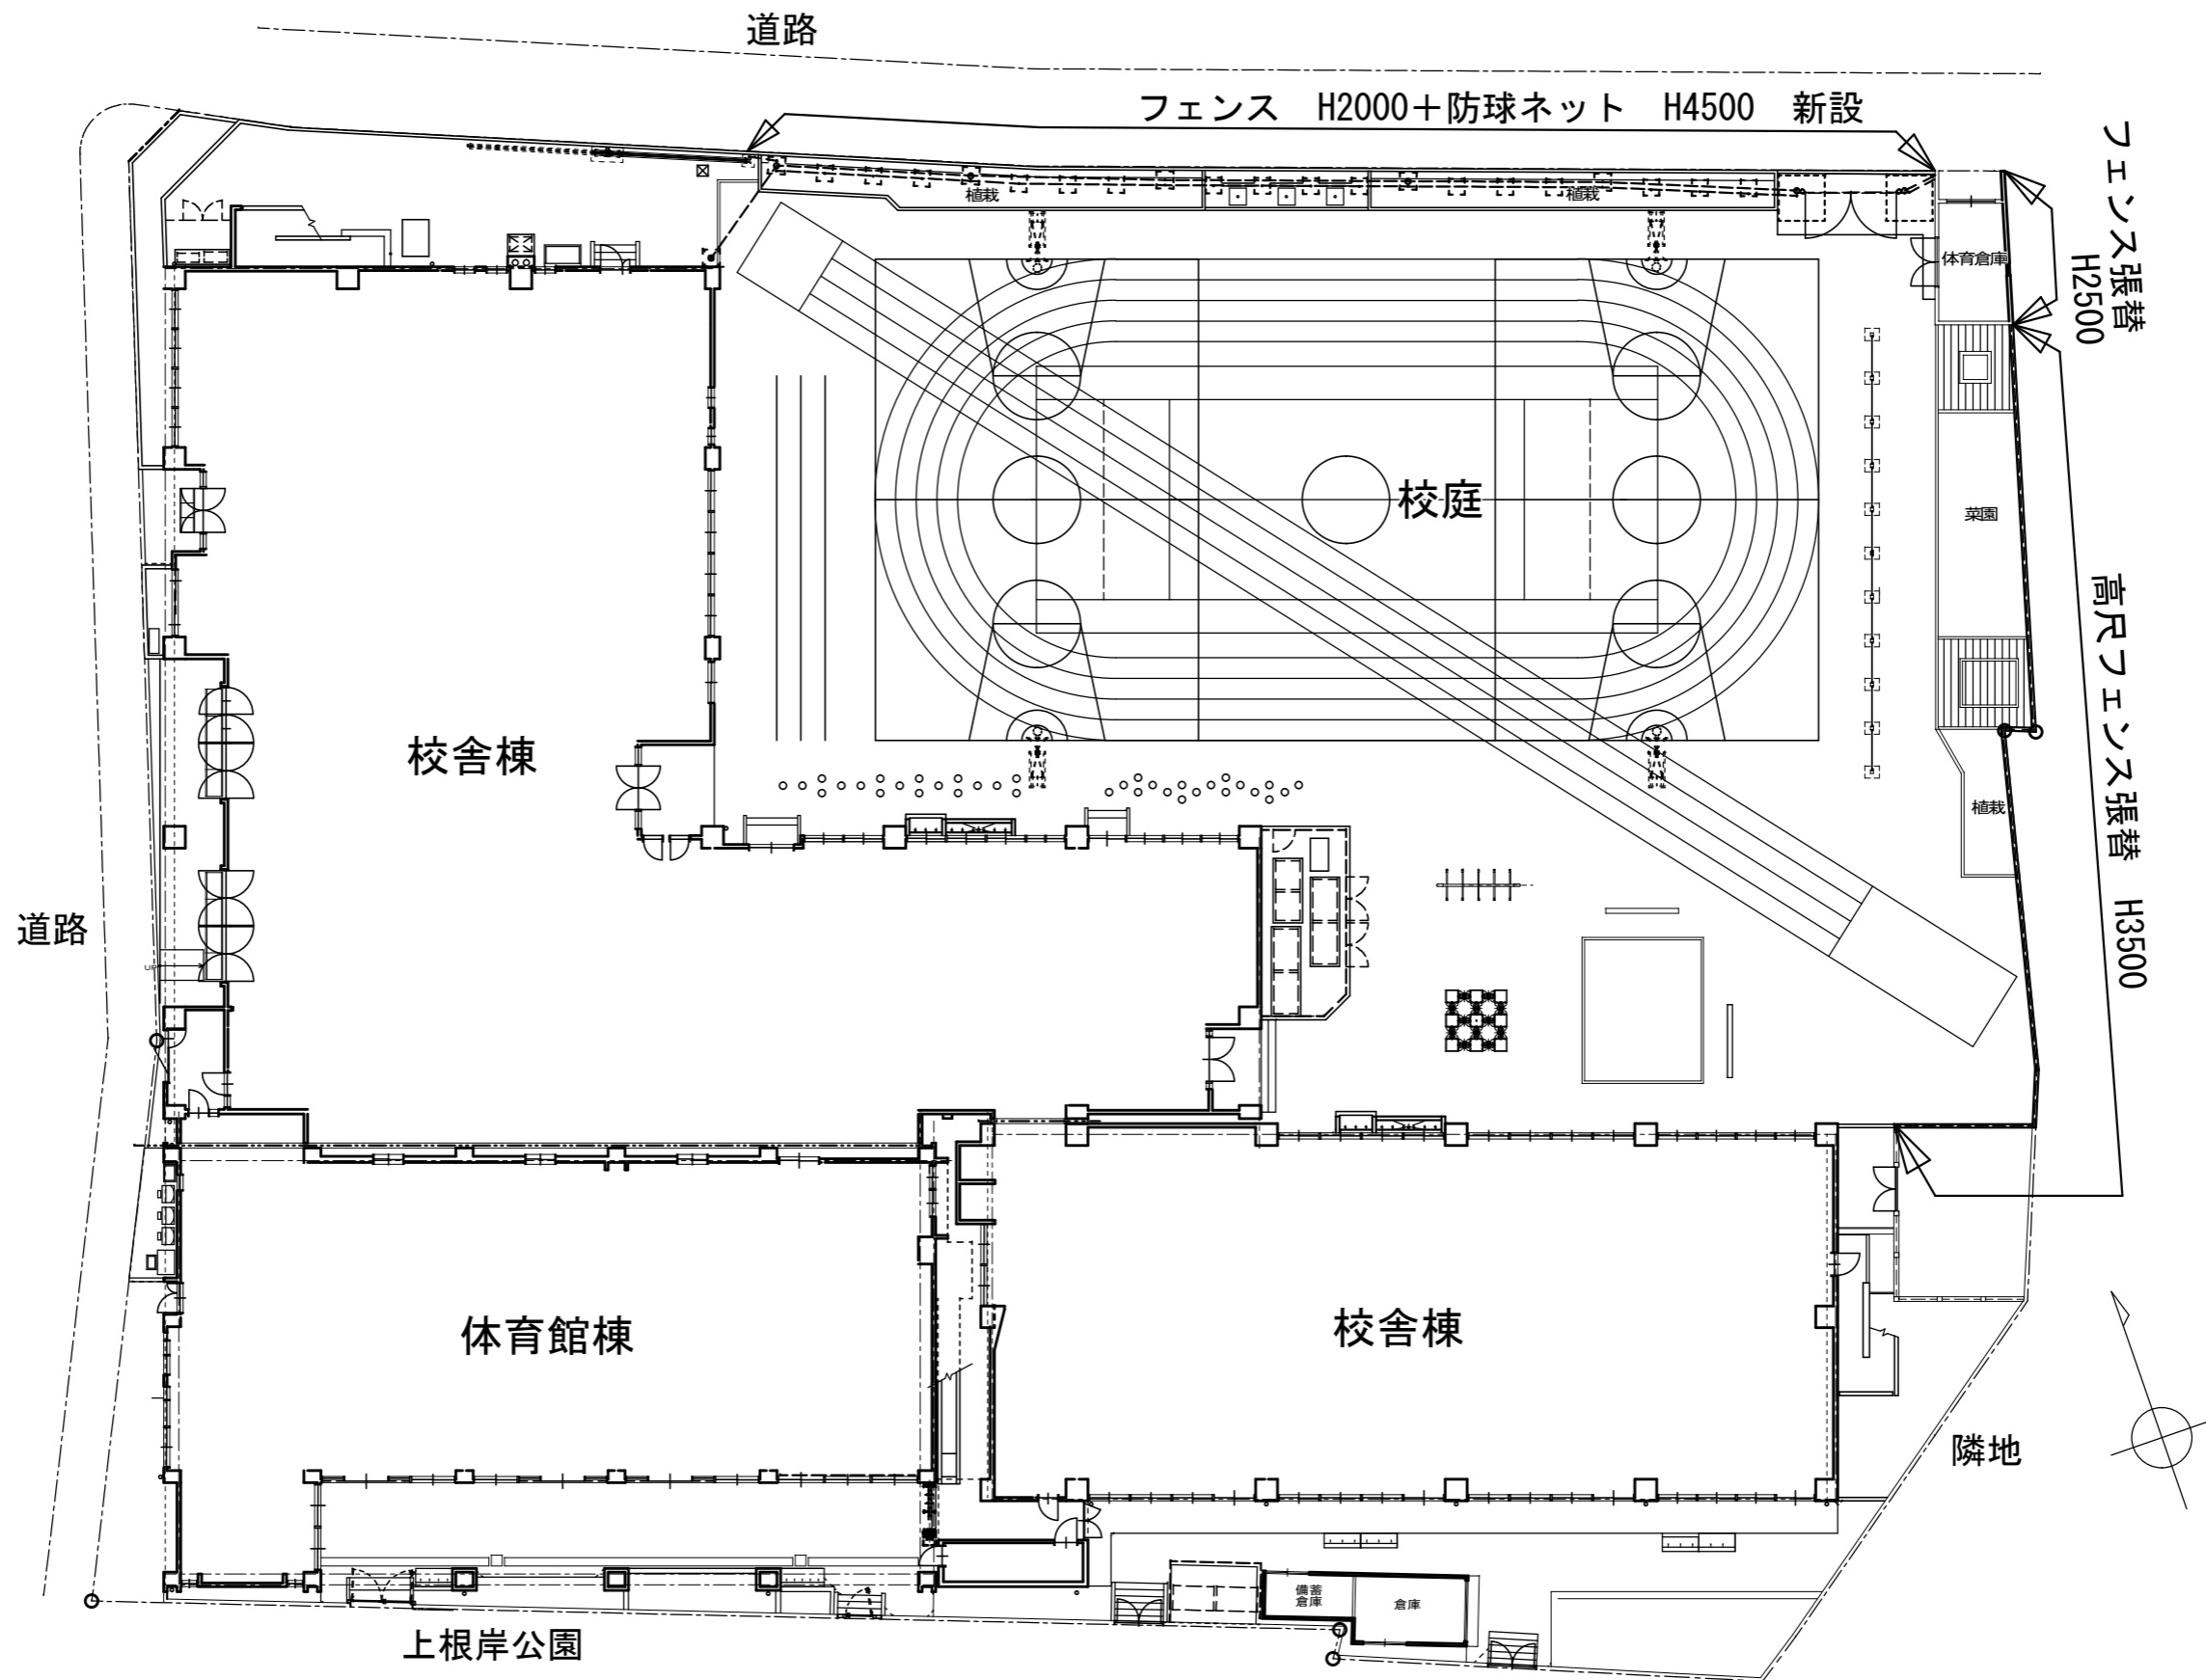 道路
フェンス　H2000＋防球ネット　H4500　新設
フェンス張替
H2500
植栽
植栽
体育倉庫
校庭
菜園
高尺フェンス張替　H3500
校舎棟
植栽
道路
体育館棟
校舎棟
隣地
備蓄
倉庫
倉庫
上根岸公園